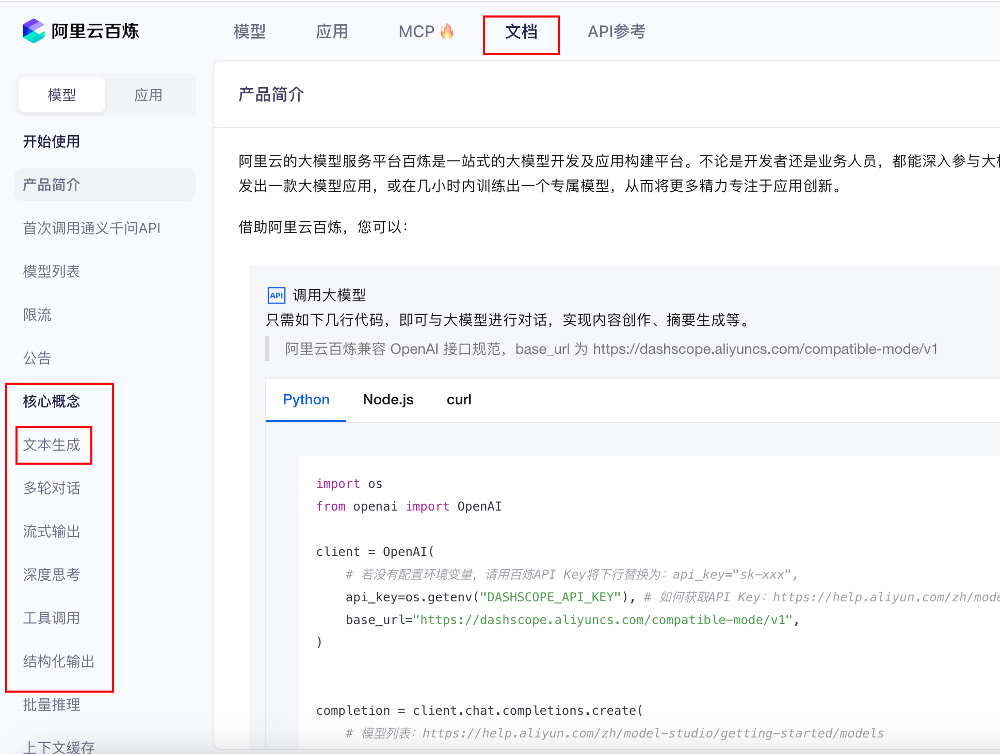 阿里云百炼
模型
应用
MCP
文档
API参考
模型
应用
开始使用
产品简介
首次调用通义千问API
模型列表
限流
公告
核心概念
文本生成
多轮对话
流式输出
深度思考
工具调用
结构化输出
批量推理
上下文缓存
产品简介
阿里云的大模型服务平台百炼是一站式的大模型开发及应用构建平台。不论是开发者还是业务人员，都能深入参与大
发出一款大模型应用，或在几小时内训练出一个专属模型，从而将更多精力专注于应用创新。
借助阿里云百炼，您可以：
API 调用大模型
只需如下几行代码，即可与大模型进行对话，实现内容创作、摘要生成等。
阿里云百炼兼容 OpenAI 接口规范，base_url 为 https://dashscope.aliyuncs.com/compatible-mode/v1
Python
Node.js
curl
import os
from openai import OpenAI
client = OpenAI(
# 若没有配置环境变量，请用百炼API Key将下行替换为：api_key="sk-xxx",
api_key=os.getenv("DASHSCOPE_API_KEY"), # 如何获取API Key：https://help.aliyun.com/zh/mode
base_url="https://dashscope.aliyuncs.com/compatible-mode/v1",
)
completion = client.chat.completions.create(
# 模型列表：https://help.aliyun.com/zh/model-studio/getting-started/models